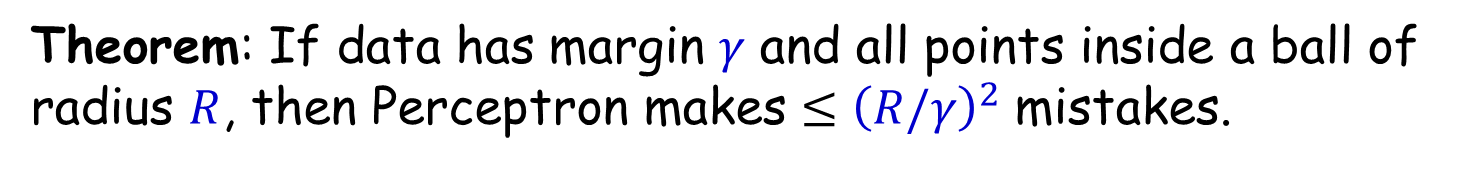 Theorem: If data has margin γ and all points inside a ball of
radius R, then Perceptron makes ≤ (R/γ)² mistakes.